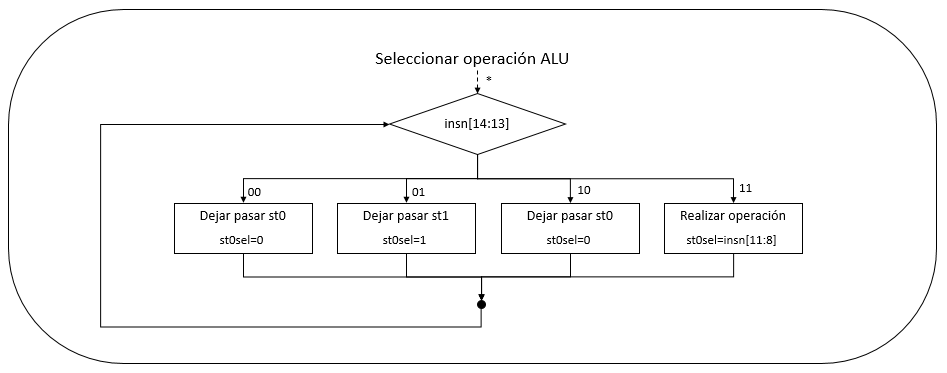 Seleccionar operación ALU
*
insn[14:13]
00
01
10
11
Dejar pasar st0
st0sel=0
Dejar pasar st1
st0sel=1
Dejar pasar st0
st0sel=0
Realizar operación
st0sel=insn[11:8]